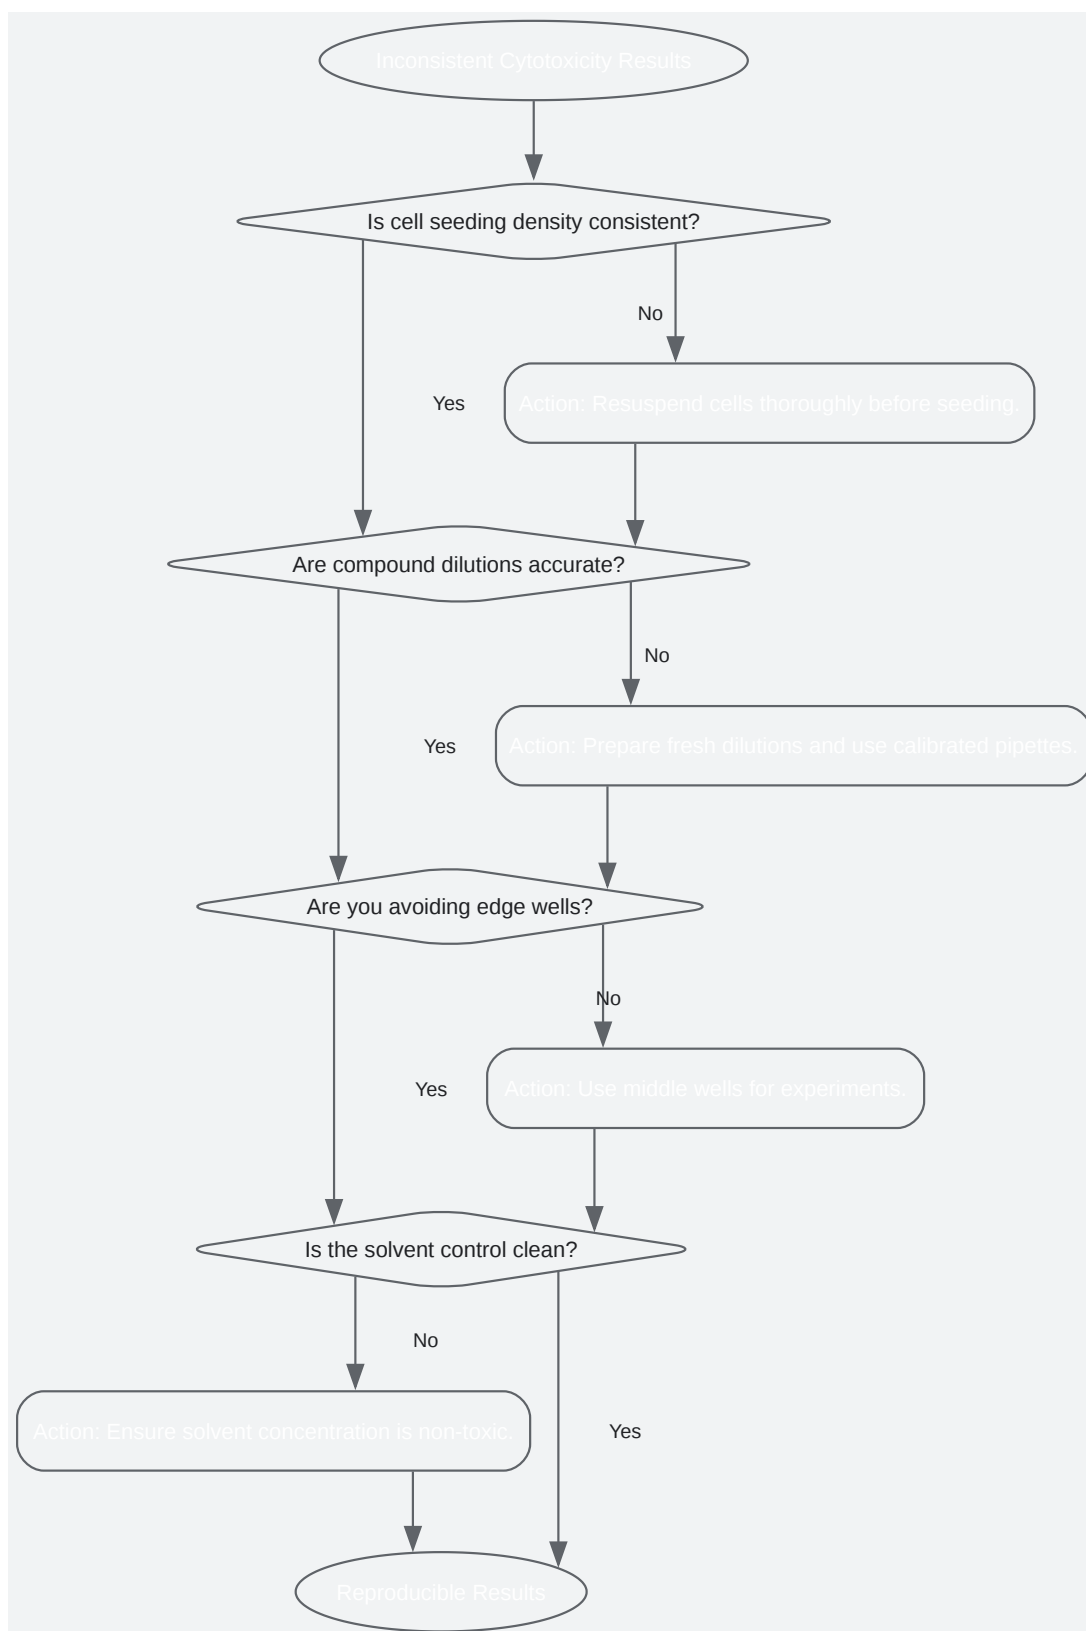 Inconsistent Cytotoxicity Results
Is cell seeding density consistent?
No
Yes
Action: Resuspend cells thoroughly before seeding.
Are compound dilutions accurate?
No
Yes
Action: Prepare fresh dilutions and use calibrated pipettes.
Are you avoiding edge wells?
No
Yes
Action: Use middle wells for experiments.
Is the solvent control clean?
No
Action: Ensure solvent concentration is non-toxic.
Yes
Reproducible Results